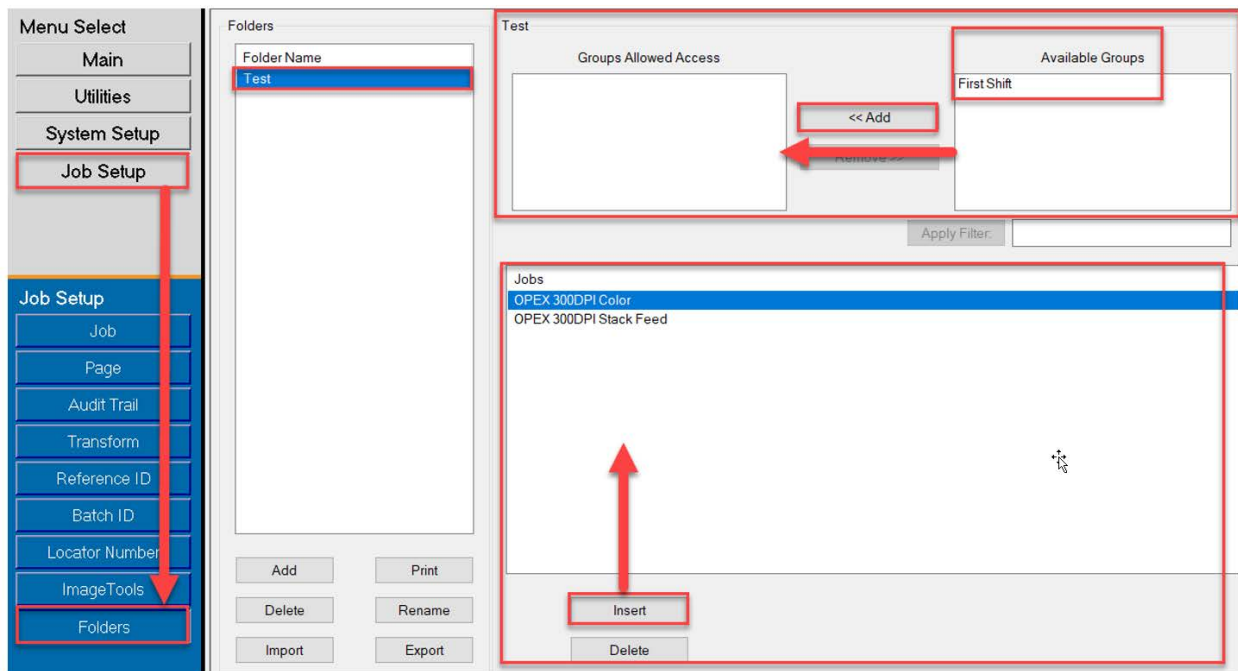 Menu Select
Main
Utilities
System Setup
Job Setup
Job Setup
Job
Page
Audit Trail
Transform
Reference ID
Batch ID
Locator Number
ImageTools
Folders
Folders
Folder Name
Test
Add
Print
Delete
Rename
Import
Export
Test
Groups Allowed Access
Available Groups
First Shift
<< Add
Remove >>
Apply Filter:
Jobs
OPEX 300DPI Color
OPEX 300DPI Stack Feed
Insert
Delete